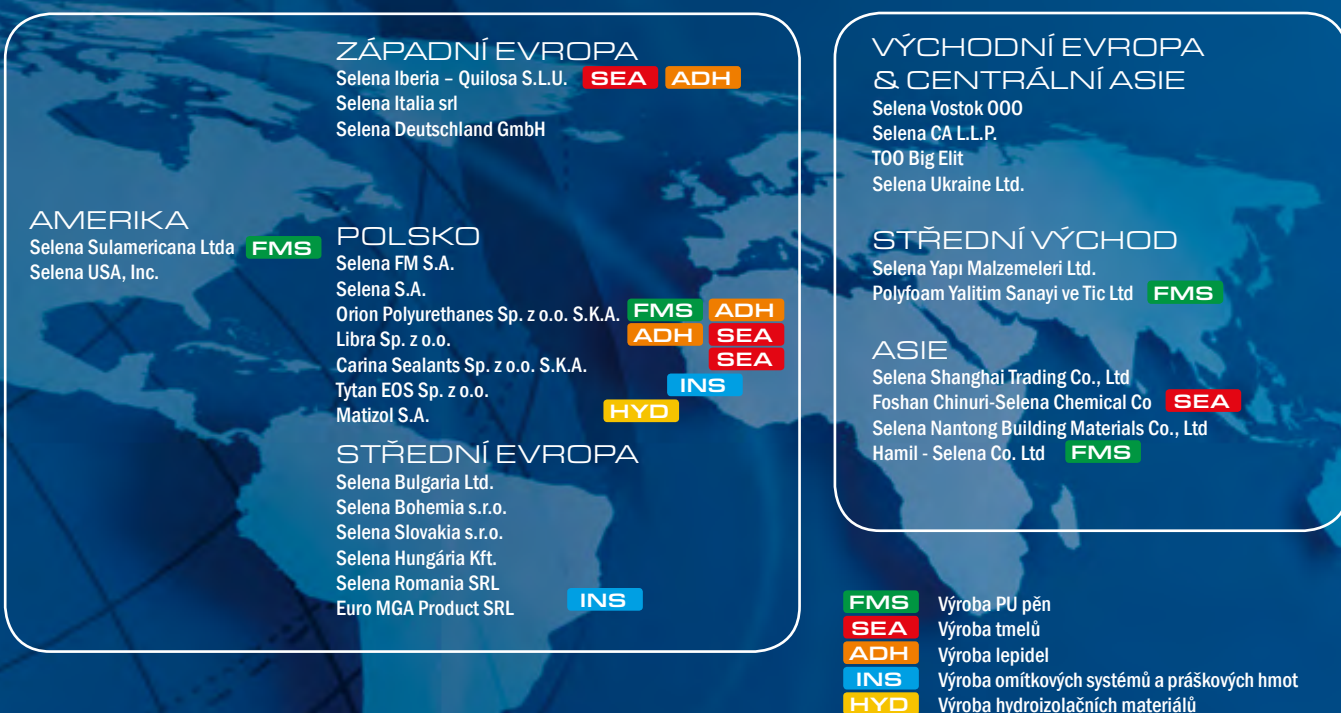 ZÁPADNÍ EVROPA
Selena Iberia – Quilosa S.L.U. SEA ADH
Selena Italia srl
Selena Deutschland GmbH
AMERIKA
Selena Sulamericana Ltda FMS
Selena USA, Inc.
POLSKO
Selena FM S.A.
Selena S.A.
Orion Polyurethanes Sp. z o.o. S.K.A. FMS ADH
Libra Sp. z o.o. ADH SEA
Carina Sealants Sp. z o.o. S.K.A. SEA
Tytan EOS Sp. z o.o. INS
Matizol S.A. HYD
STŘEDNÍ EVROPA
Selena Bulgaria Ltd.
Selena Bohemia s.r.o.
Selena Slovakia s.r.o.
Selena Hungária Kft.
Selena Romania SRL
Euro MGA Product SRL INS
VÝCHODNÍ EVROPA
& CENTRÁLNÍ ASIE
Selena Vostok OOO
Selena CA L.L.P.
TOO Big Elit
Selena Ukraine Ltd.
STŘEDNÍ VÝCHOD
Selena Yapı Malzemeleri Ltd.
Polyfoam Yalitim Sanayi ve Tic Ltd FMS
ASIE
Selena Shanghai Trading Co., Ltd
Foshan Chinuri-Selena Chemical Co SEA
Selena Nantong Building Materials Co., Ltd
Hamil - Selena Co. Ltd FMS
FMS Výroba PU pěn
SEA Výroba tmelů
ADH Výroba lepidel
INS Výroba omítkových systémů a práškových hmot
HYD Výroba hydroizolačních materiálů